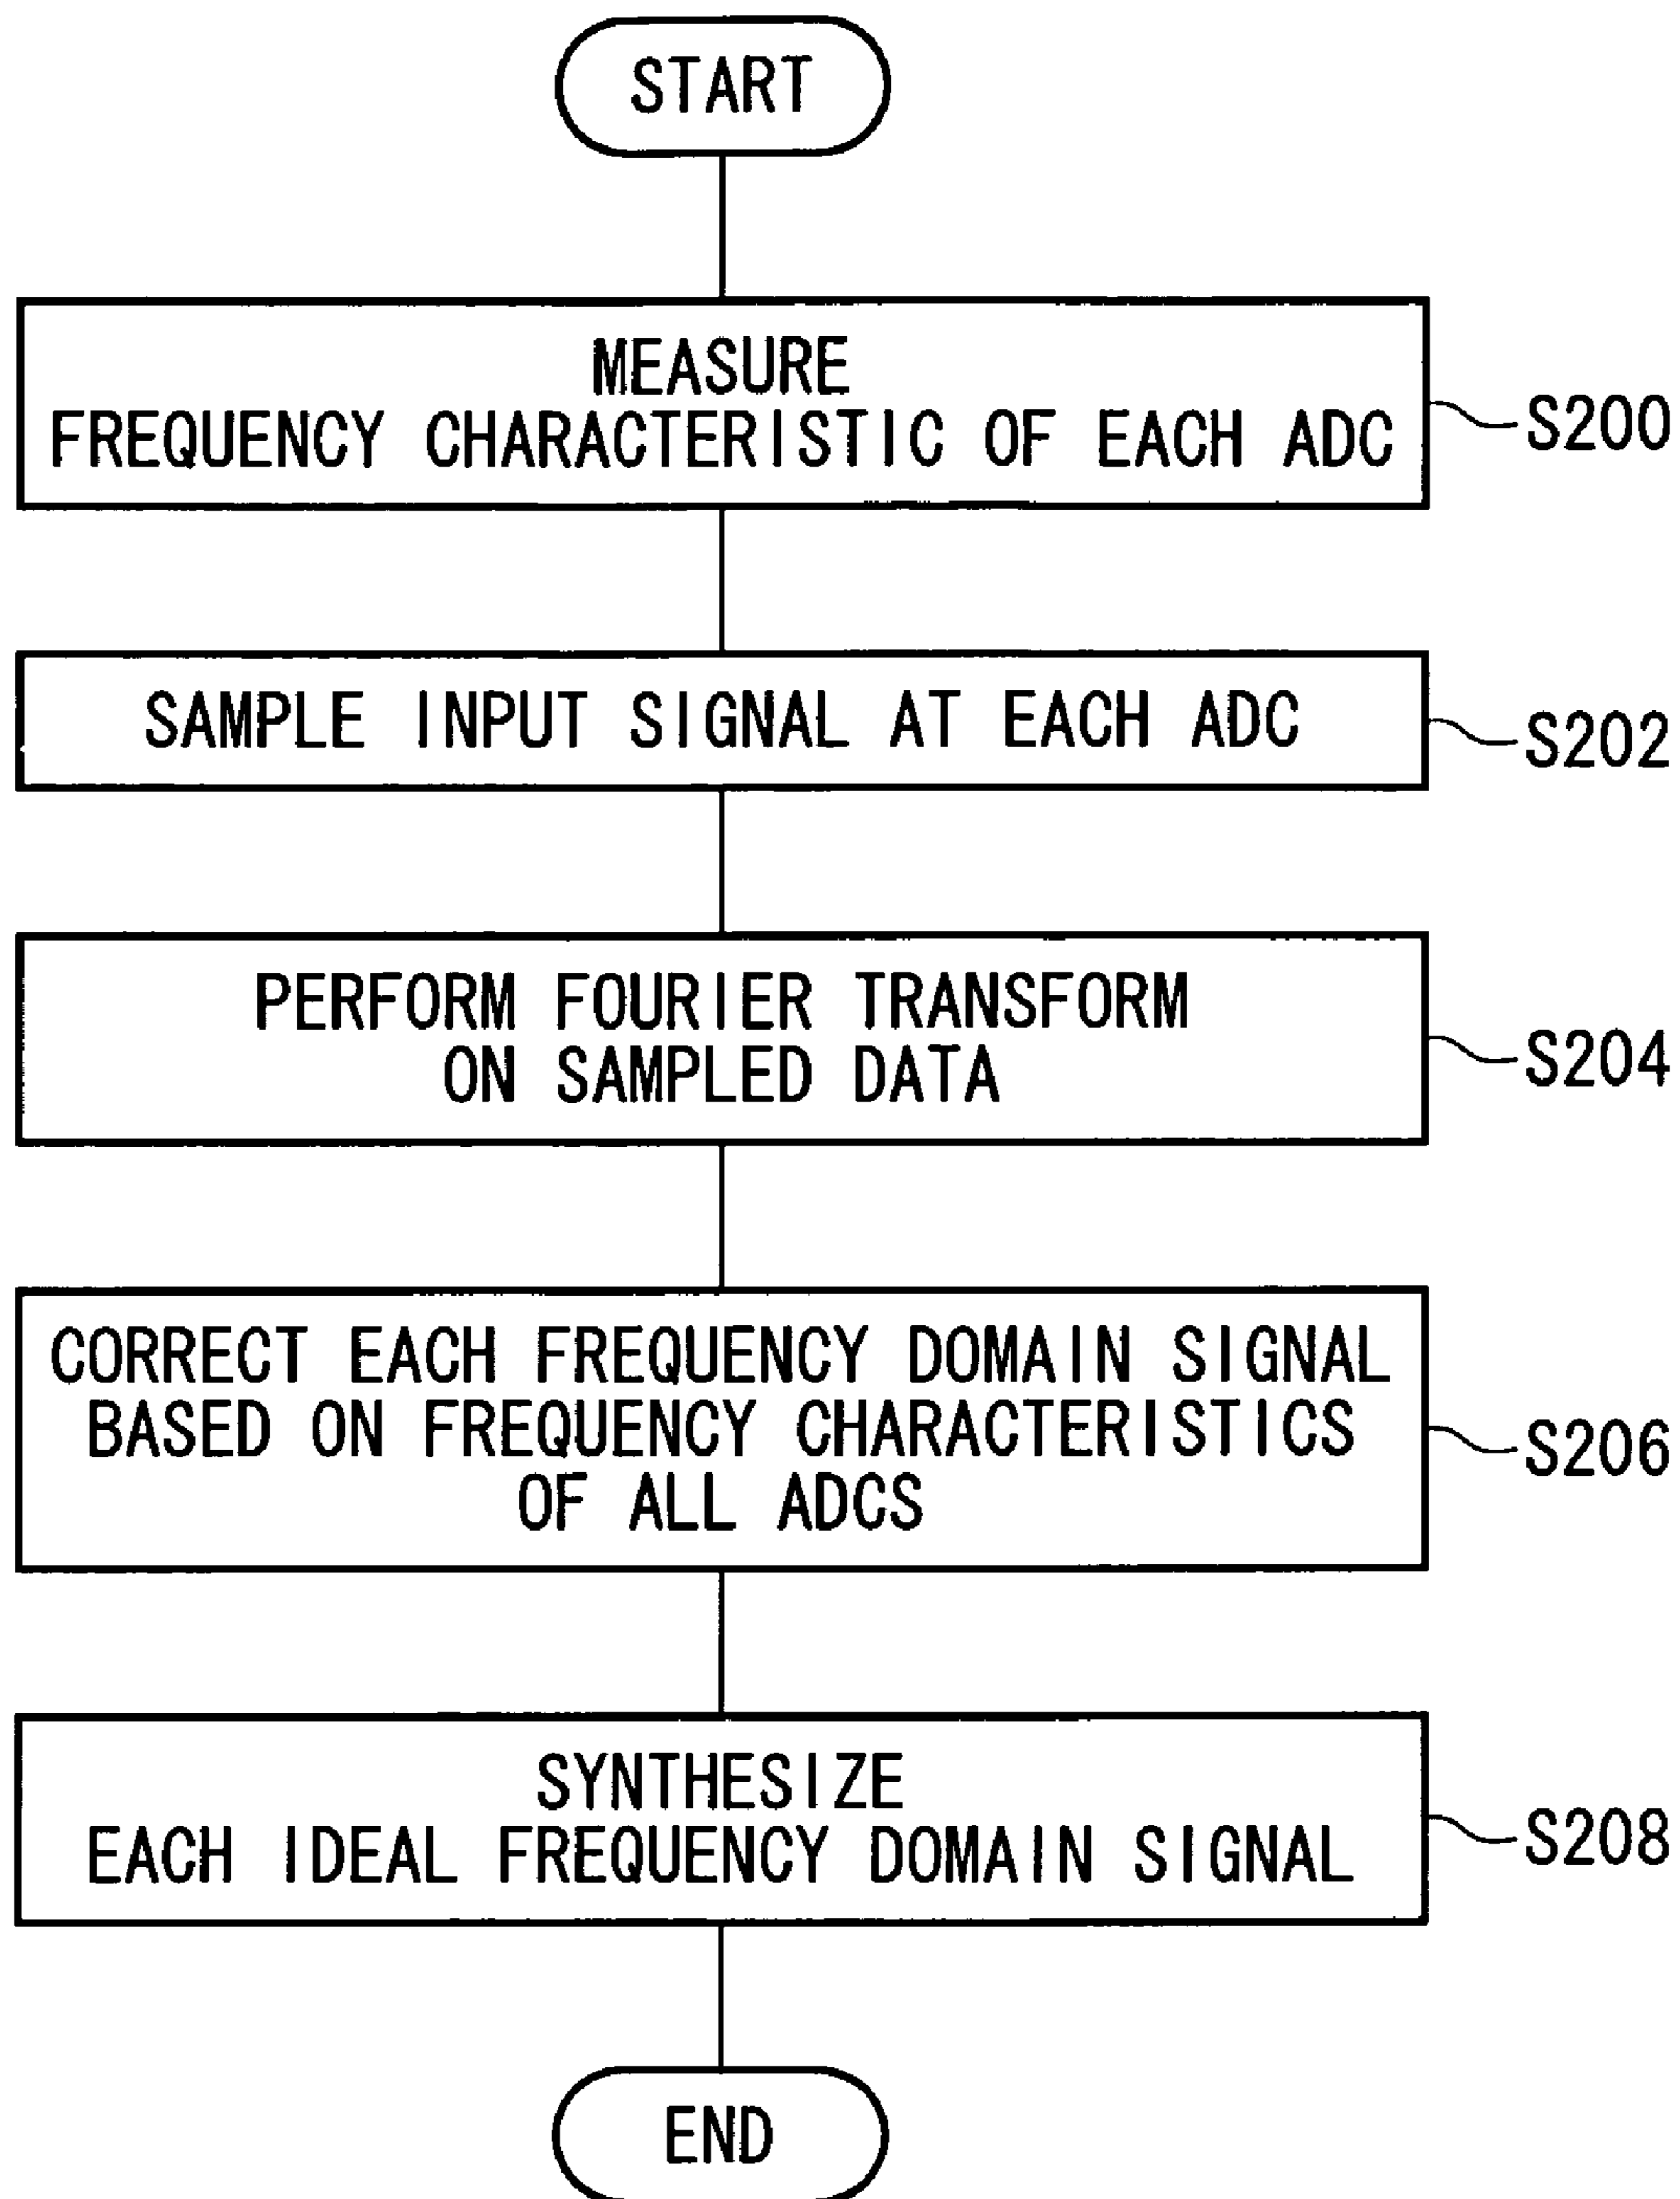 START
MEASURE
FREQUENCY CHARACTERISTIC OF EACH ADC
S200
SAMPLE INPUT SIGNAL AT EACH ADC
S202
PERFORM FOURIER TRANSFORM
ON SAMPLED DATA
S204
CORRECT EACH FREQUENCY DOMAIN SIGNAL
BASED ON FREQUENCY CHARACTERISTICS
OF ALL ADCS
S206
SYNTHESIZE
EACH IDEAL FREQUENCY DOMAIN SIGNAL
S208
END